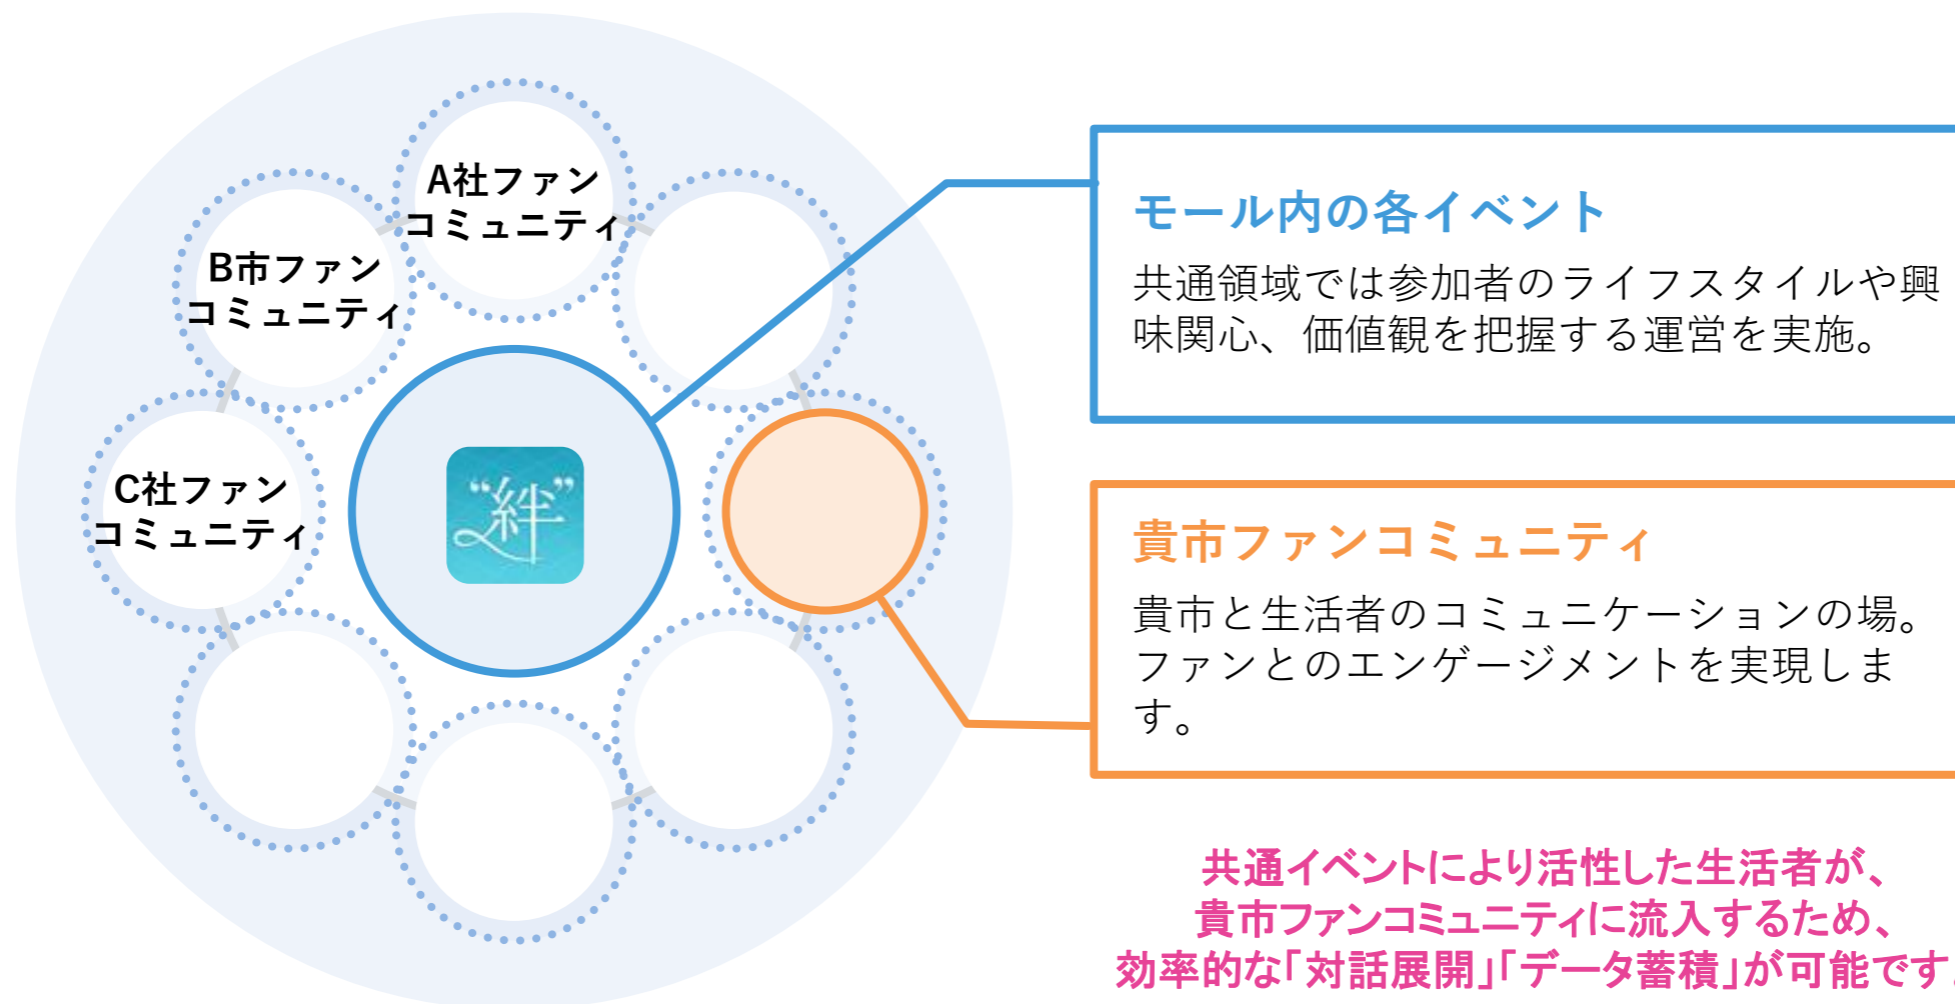 A社ファン
コミュニティ
B市ファン
コミュニティ
C社ファン
コミュニティ
“絆”
モール内の各イベント
共通領域では参加者のライフスタイルや興
味関心、価値観を把握する運営を実施。
貴市ファンコミュニティ
貴市と生活者のコミュニケーションの場。
ファンとのエンゲージメントを実現しま
す。
共通イベントにより活性した生活者が、
貴市ファンコミュニティに流入するため、
効率的な「対話展開」「データ蓄積」が可能です。